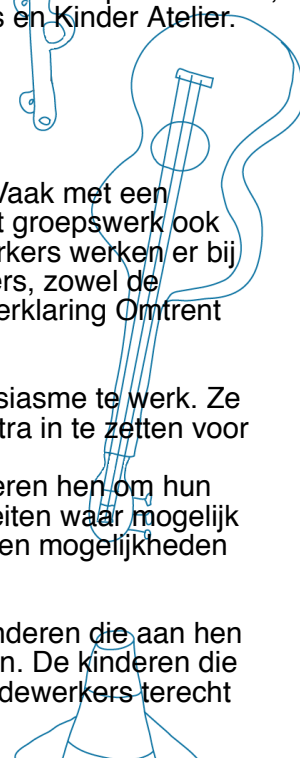 s en Kinder Atelier.
Vaak met een
t groepswerk ook
rkers werken er bij
ers, zowel de
erklaring Omtrent
siasme te werk. Ze
tra in te zetten voor
eren hen om hun
eiten waar mogelijk
en mogelijkheden
nderen die aan hen
n. De kinderen die
dewerkers terecht